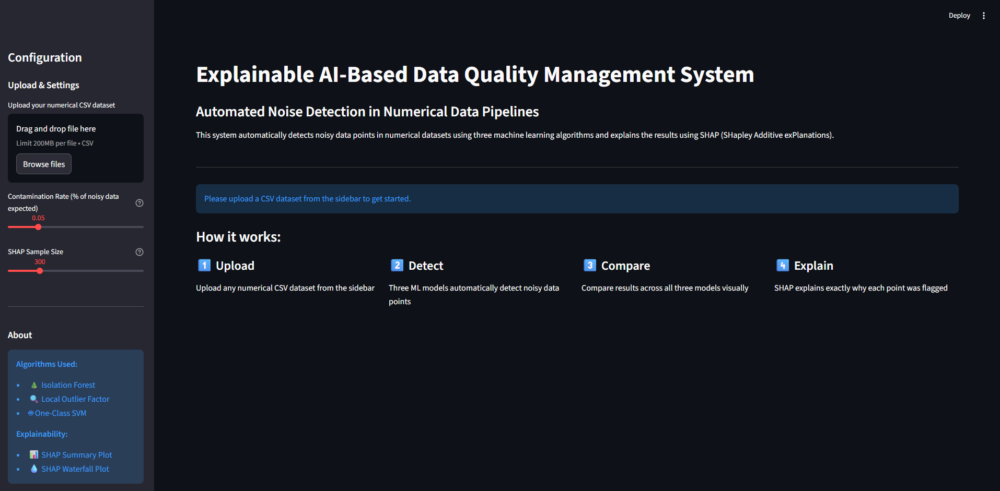 Deploy
Configuration
Upload & Settings
Upload your numerical CSV dataset
Drag and drop file here
Limit 200MB per file • CSV
Browse files
Contamination Rate (% of noisy data
expected)
0.05
SHAP Sample Size
300
About
Algorithms Used:
• 🌲 Isolation Forest
• 🔍 Local Outlier Factor
• One-Class SVM
Explainability:
• 📊 SHAP Summary Plot
• 💧 SHAP Waterfall Plot
Explainable AI-Based Data Quality Management System
Automated Noise Detection in Numerical Data Pipelines
This system automatically detects noisy data points in numerical datasets using three machine learning algorithms and explains the results using SHAP (SHapley Additive exPlanations).
Please upload a CSV dataset from the sidebar to get started.
How it works:
1 Upload
Upload any numerical CSV dataset from the sidebar
2 Detect
Three ML models automatically detect noisy data
points
3 Compare
Compare results across all three models visually
4 Explain
SHAP explains exactly why each point was flagged